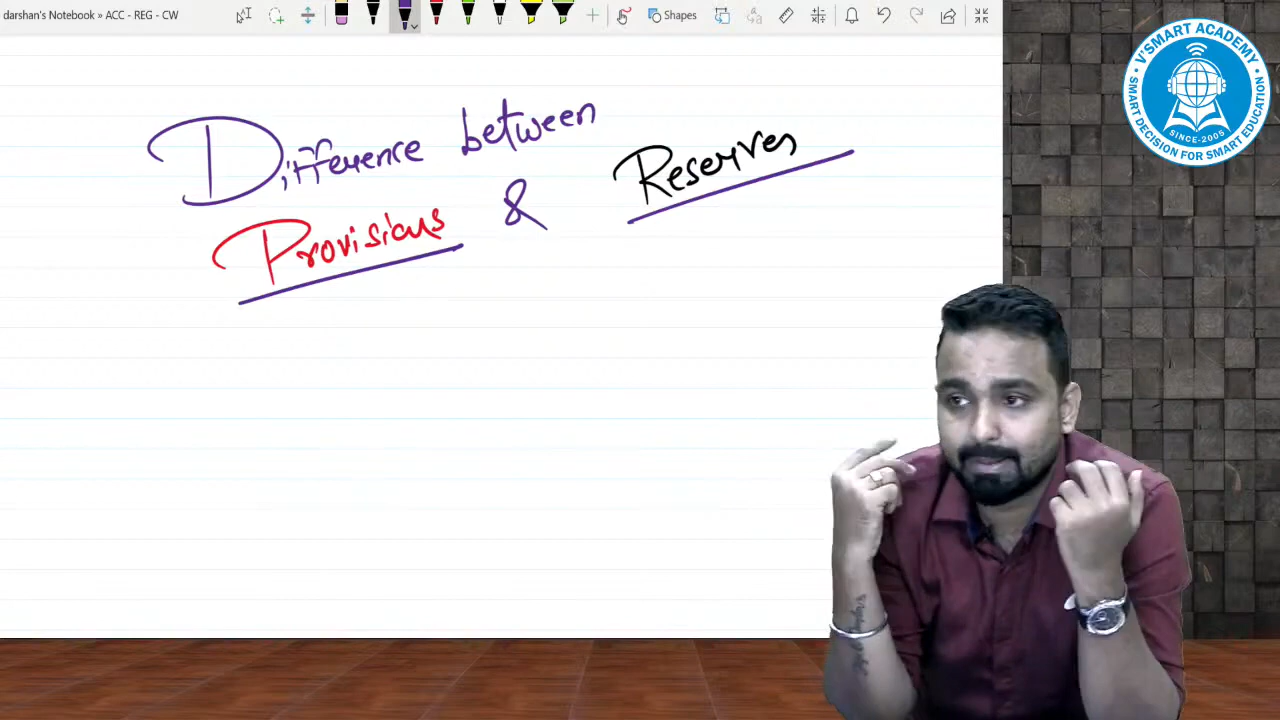 darshan's Notebook » ACC - REG - CW
Shapes
Difference between
Provisions & Reserves
V'SMART ACADEMY
SINCE-2005
SMART DECISION FOR SMART EDUCATION